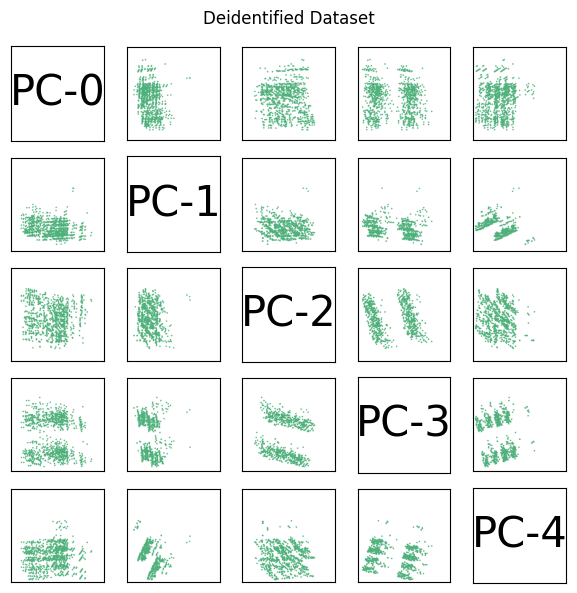 Deidentified Dataset
PC-0
PC-1
PC-2
PC-3
PC-4